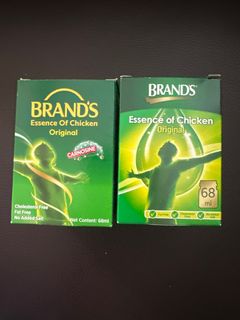 BRAND'S
Essence Of Chicken
Original
CARNOSINE
Cholesterol Free
Fat Free
No Added Salt
Net Content: 68ml
BRAND'S
Essence of Chicken
Original
68
ml